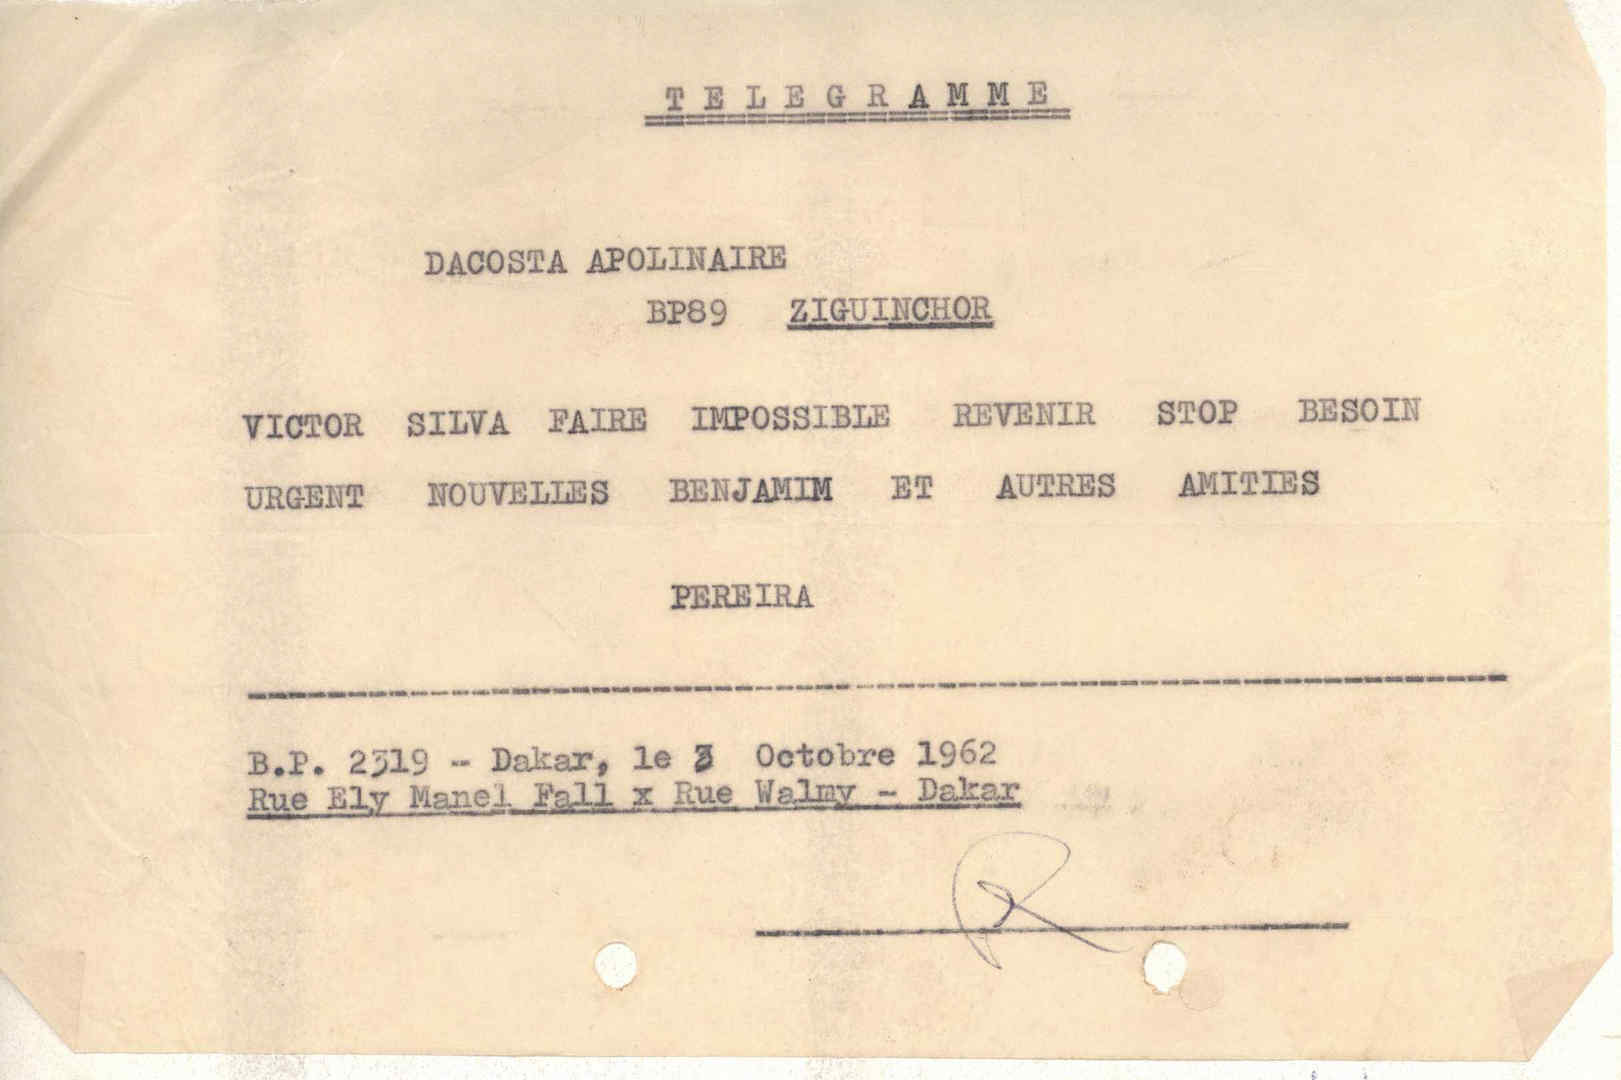 TELEGRAMME
DACOSTA APOLINAIRE
BP89 ZIGUINCHOR
VICTOR SILVA FAIRE IMPOSSIBLE REVENIR STOP BESOIN
URGENT NOUVELLES BENJAMIM ET AUTRES AMITIES
PEREIRA
B.P. 2319 - Dakar, le 3 Octobre 1962
Rue Ely Manel Fall x Rue Walmy - Dakar